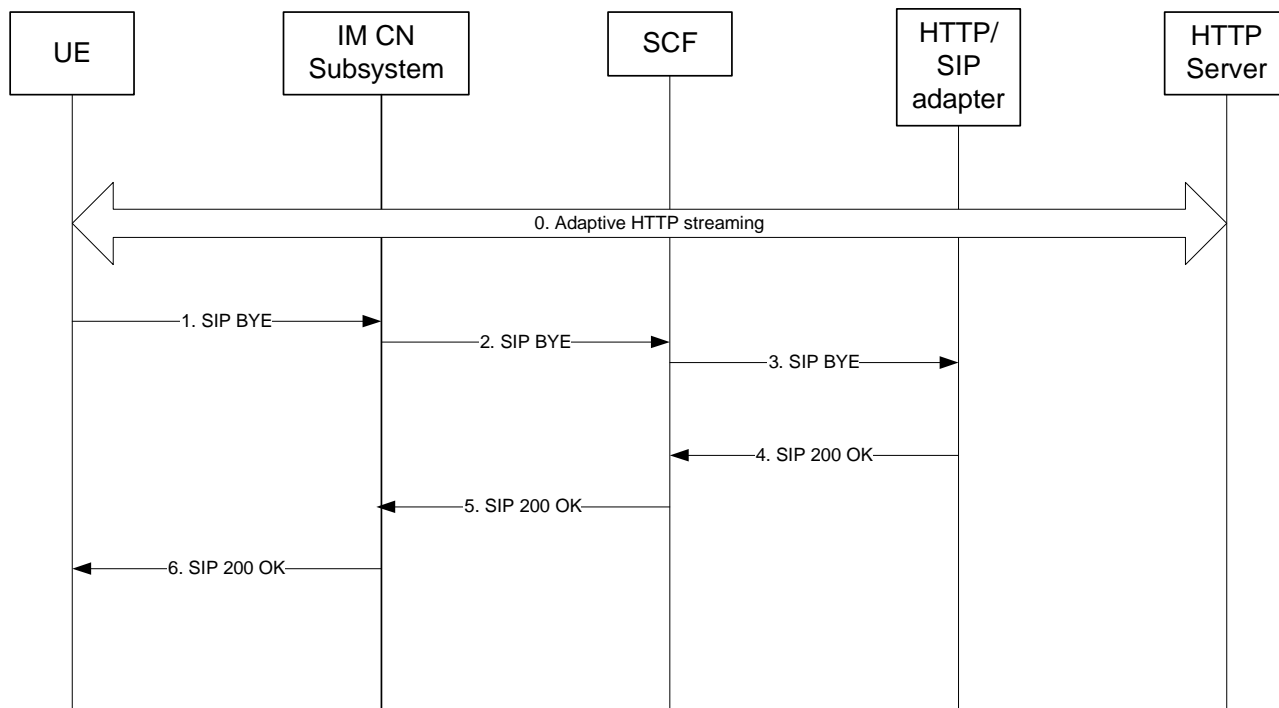 UE
IM CN
Subsystem
SCF
HTTP/
SIP
adapter
HTTP
Server
0. Adaptive HTTP streaming
1. SIP BYE
2. SIP BYE
3. SIP BYE
4. SIP 200 OK
5. SIP 200 OK
6. SIP 200 OK